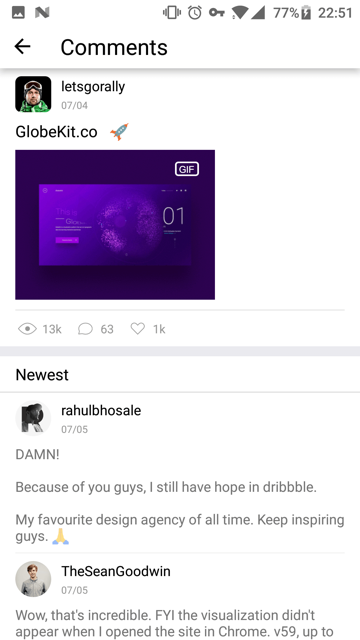 77% 22:51
Comments
letsgorally
07/04
GlobeKit.co 🚀
GIF
This is
01
13k 63 1k
Newest
rahulbhosale
07/05
DAMN!
Because of you guys, I still have hope in dribbble.
My favourite design agency of all time. Keep inspiring
guys. 🙏
TheSeanGoodwin
07/05
Wow, that's incredible. FYI the visualization didn't
appear when I opened the site in Chrome. v59, up to